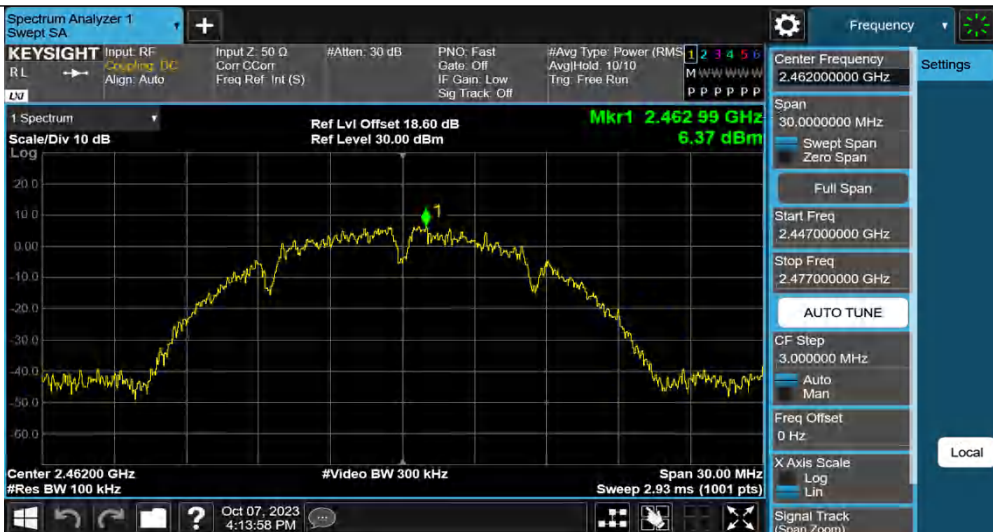 Spectrum Analyzer 1
Swept SA
+
Frequency
KEYSIGHT
RL
LXI
Input: RF
Coupling: DC
Align: Auto
Input Z: 50 Ω
Corr CCorr
Freq Ref: Int (S)
#Atten: 30 dB
PNO: Fast
Gate: Off
IF Gain: Low
Sig Track: Off
#Avg Type: Power (RMS
Avg|Hold: 10/10
Trig: Free Run
1 2 3 4 5 6
M W W W W W
P P P P P P
1 Spectrum
Scale/Div 10 dB
Ref Lvl Offset 18.60 dB
Ref Level 30.00 dBm
Mkr1 2.462 99 GHz
6.37 dBm
Log
20.0
10.0
0.00
-10.0
-20.0
-30.0
-40.0
-50.0
-60.0
1
Center 2.46200 GHz
#Res BW 100 kHz
#Video BW 300 kHz
Span 30.00 MHz
Sweep 2.93 ms (1001 pts)
Oct 07, 2023
4:13:58 PM
?
Center Frequency
2.462000000 GHz
Span
30.0000000 MHz
Swept Span
Zero Span
Full Span
Start Freq
2.447000000 GHz
Stop Freq
2.477000000 GHz
AUTO TUNE
CF Step
3.000000 MHz
Auto
Man
Freq Offset
0 Hz
X Axis Scale
Log
Lin
Signal Track
(Span Zoom)
Settings
Local